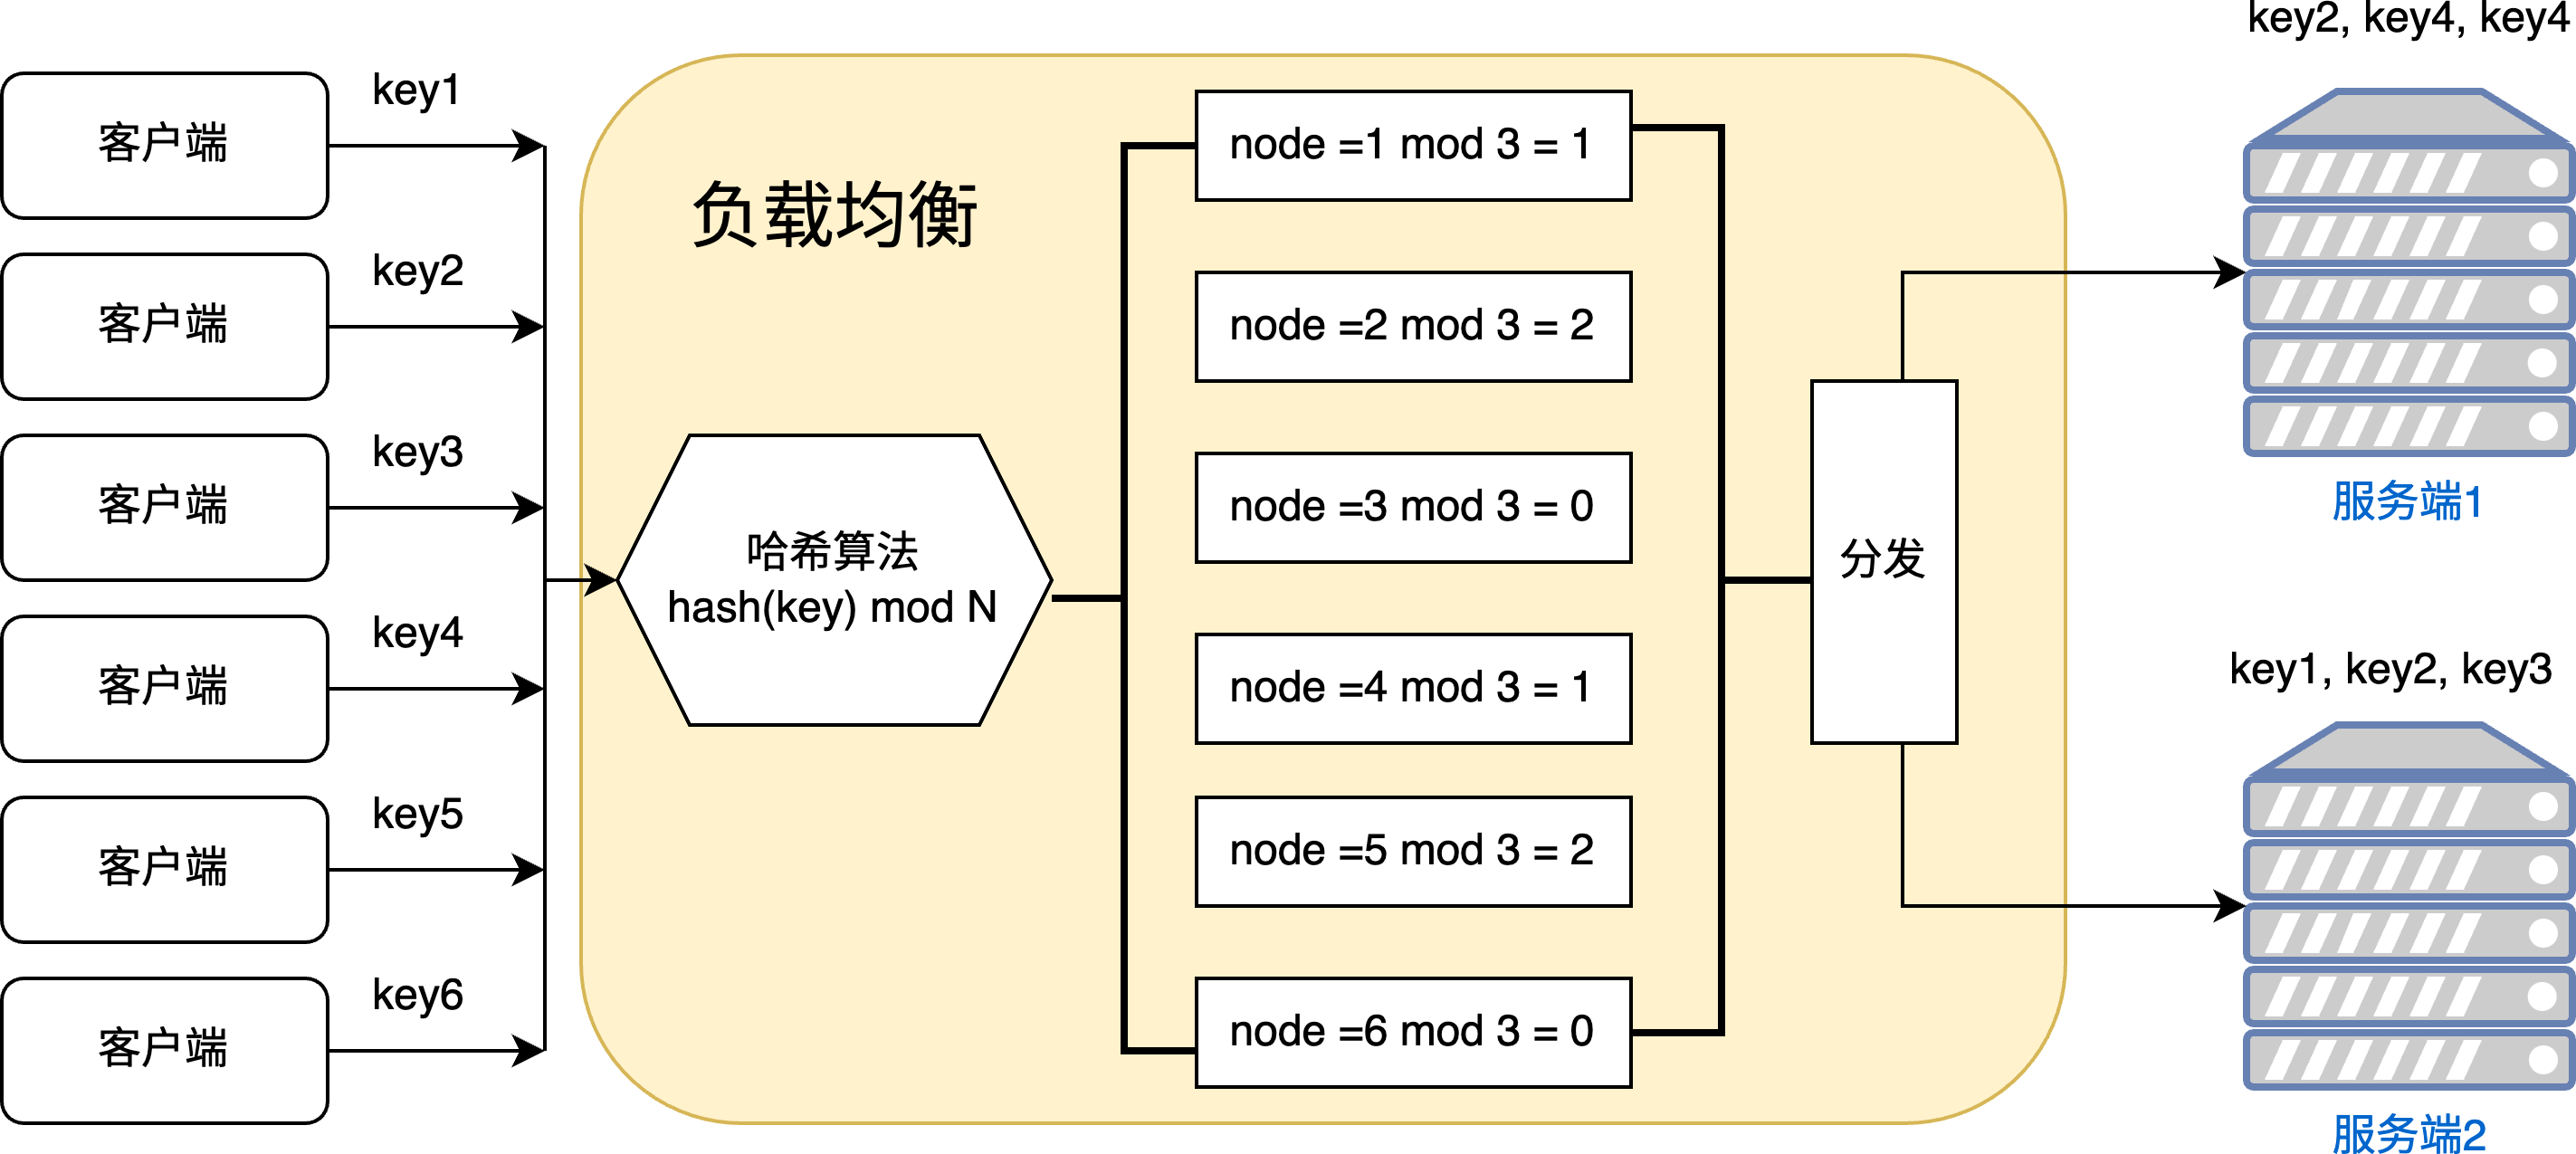 客户端
key1
客户端
key2
客户端
key3
客户端
key4
客户端
key5
客户端
key6
负载均衡
哈希算法
hash(key) mod N
node =1 mod 3 = 1
node =2 mod 3 = 2
node =3 mod 3 = 0
node =4 mod 3 = 1
node =5 mod 3 = 2
node =6 mod 3 = 0
分发
key2, key4, key4
服务端1
key1, key2, key3
服务端2